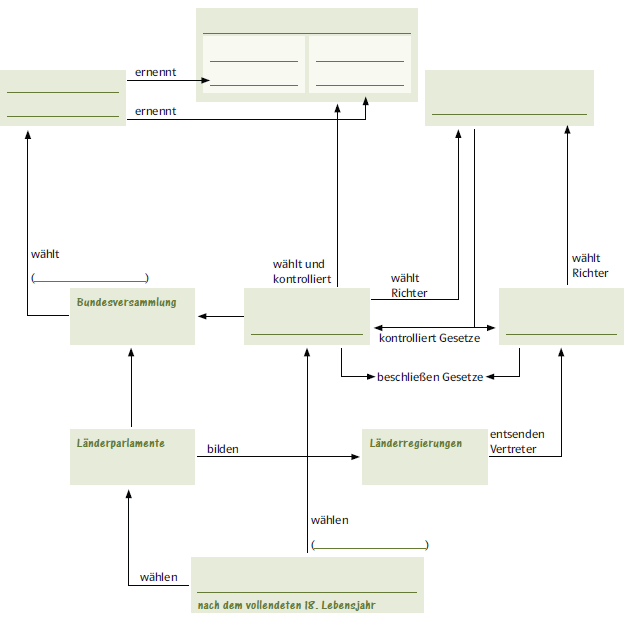 ernennt
ernennt
wählt
(                    )
wählt und
kontrolliert
wählt
Richter
wählt
Richter
Bundesversammlung
kontrolliert Gesetze
beschließen Gesetze
Länderparlamente
bilden
Länderregierungen
entsenden
Vertreter
wählen
(                    )
wählen
nach dem vollendeten 18. Lebensjahr